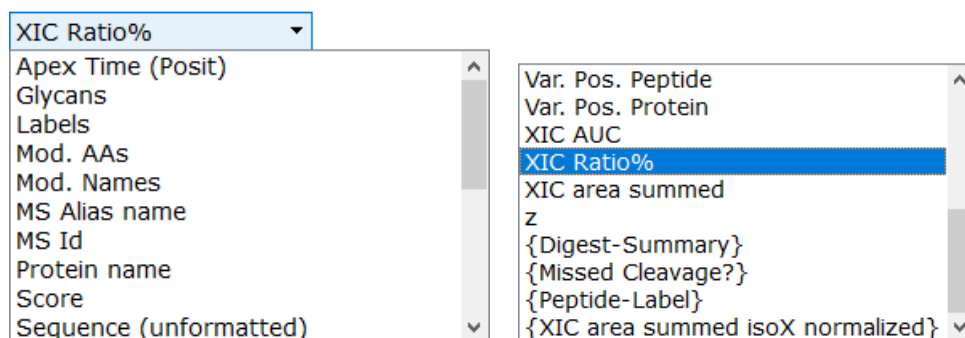 XIC Ratio%
Apex Time (Posit)
Glycans
Labels
Mod. AAs
Mod. Names
MS Alias name
MS Id
Protein name
Score
Sequence (unformatted)
Var. Pos. Peptide
Var. Pos. Protein
XIC AUC
XIC Ratio%
XIC area summed
z
{Digest-Summary}
{Missed Cleavage?}
{Peptide-Label}
{XIC area summed isoX normalized}